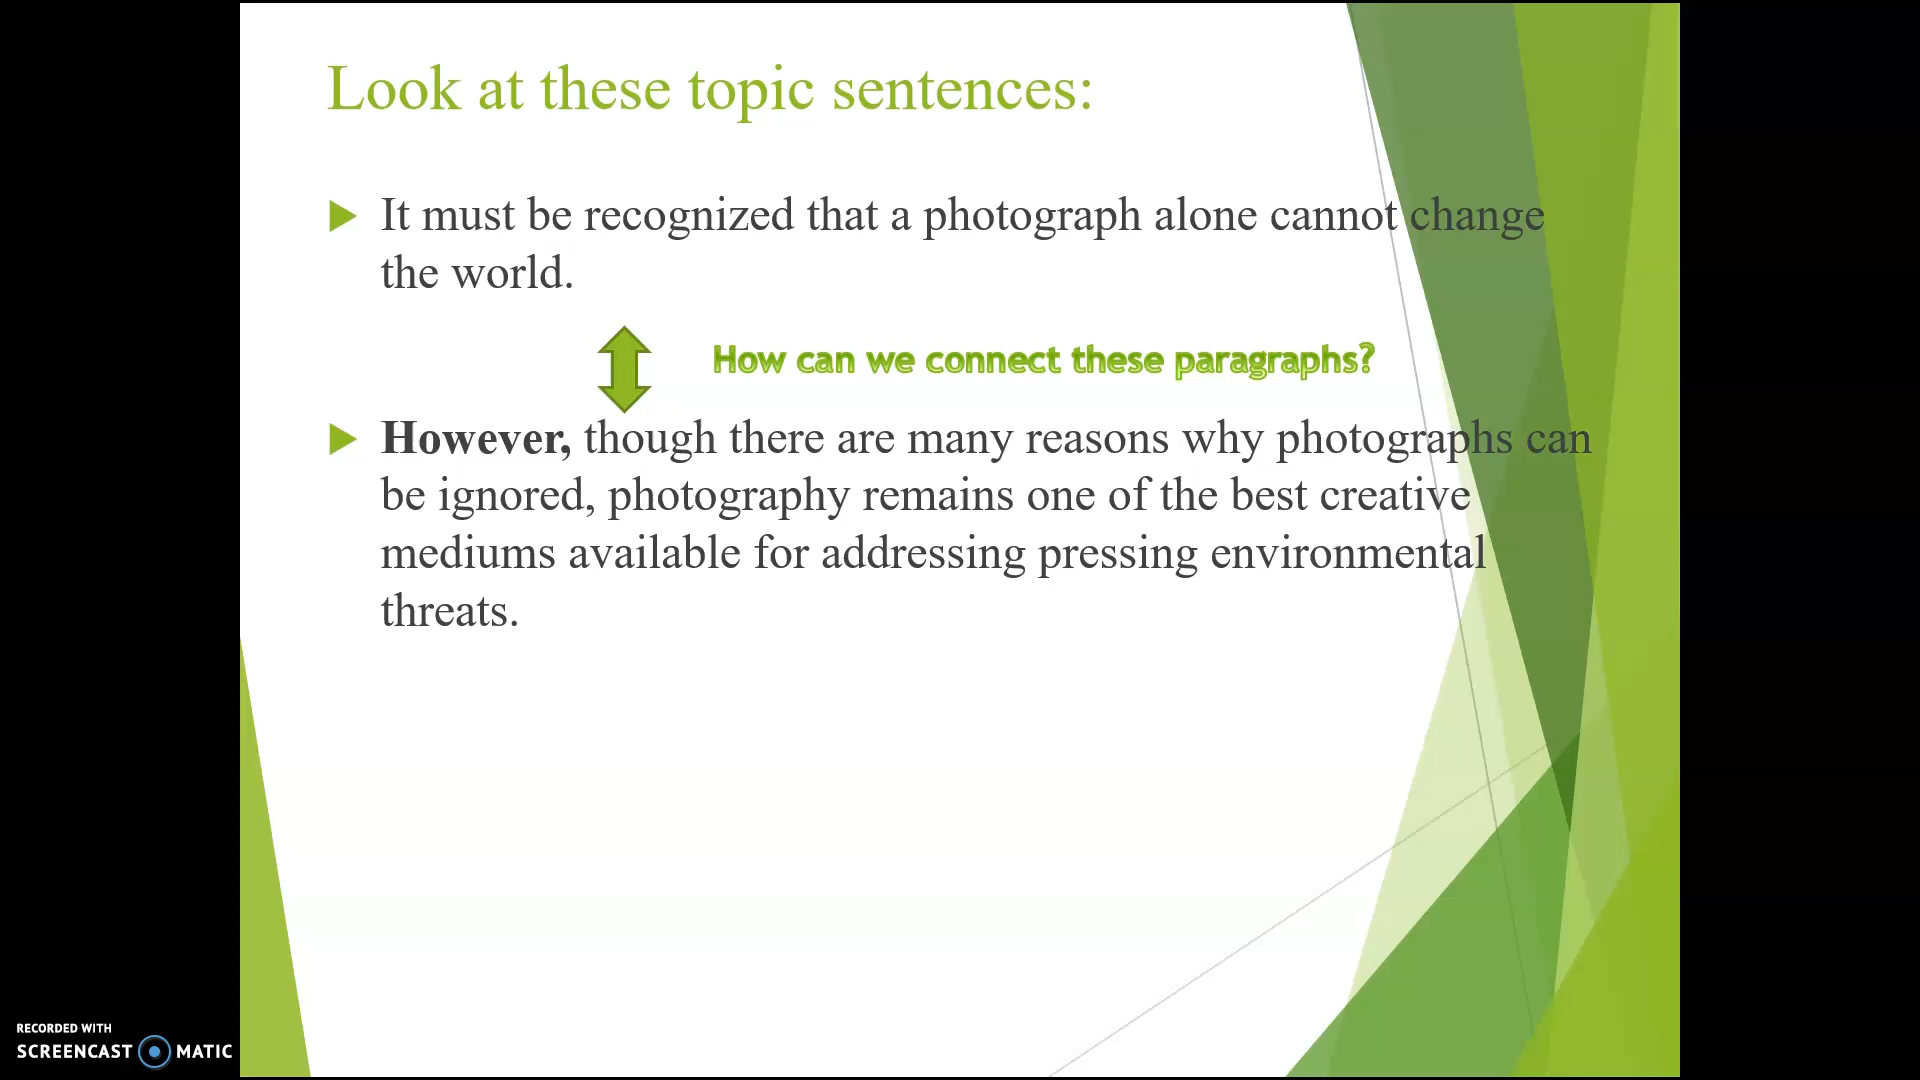 Look at these topic sentences:
It must be recognized that a photograph alone cannot change
the world.
How can we connect these paragraphs?
However, though there are many reasons why photographs can
be ignored, photography remains one of the best creative
mediums available for addressing pressing environmental
threats.
RECORDED WITH
SCREENCAST MATIC